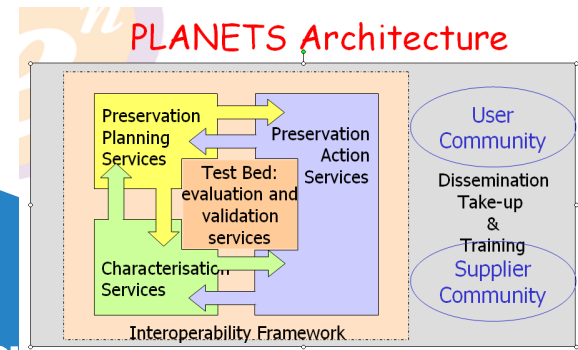 PLANETS Architecture
Preservation
Planning
Services
Preservation
Action
Services
Test Bed:
evaluation and
validation
services
Characterisation
Services
Interoperability Framework
User
Community
Dissemination
Take-up
&
Training
Supplier
Community